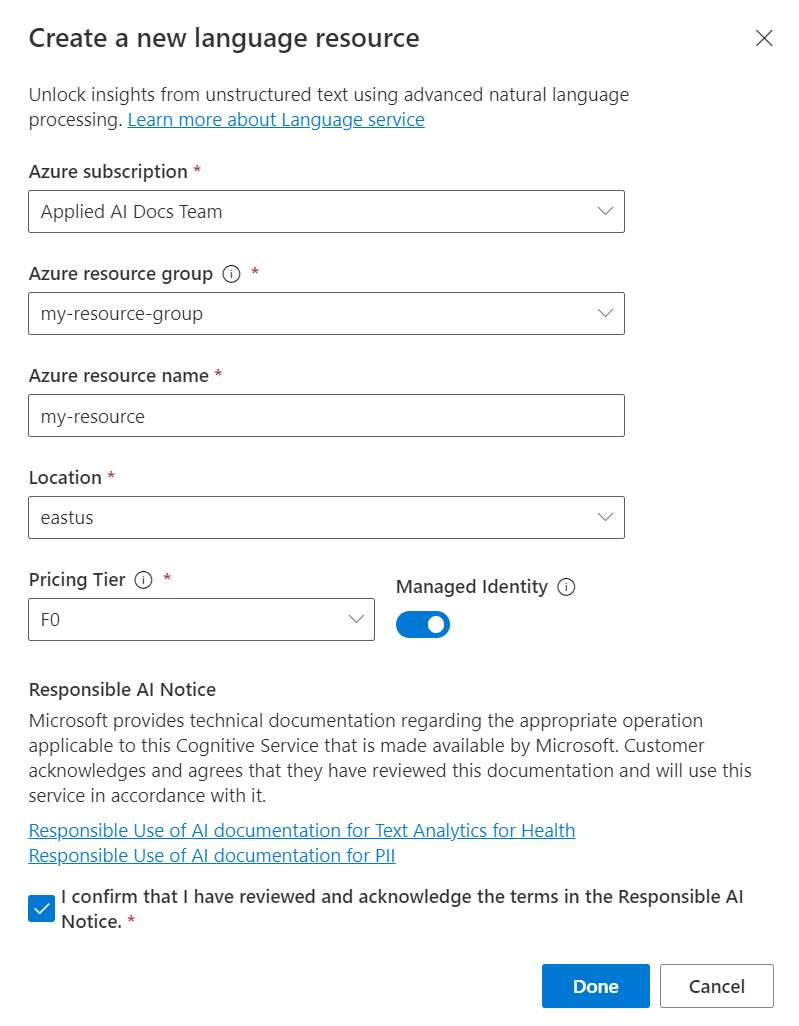 Create a new language resource
Unlock insights from unstructured text using advanced natural language
processing. Learn more about Language service
Azure subscription *
Applied AI Docs Team
Azure resource group *
my-resource-group
Azure resource name *
my-resource
Location *
eastus
Pricing Tier *
F0
Managed Identity
Responsible AI Notice
Microsoft provides technical documentation regarding the appropriate operation
applicable to this Cognitive Service that is made available by Microsoft. Customer
acknowledges and agrees that they have reviewed this documentation and will use this
service in accordance with it.
Responsible Use of AI documentation for Text Analytics for Health
Responsible Use of AI documentation for PII
I confirm that I have reviewed and acknowledge the terms in the Responsible AI
Notice. *
Done
Cancel